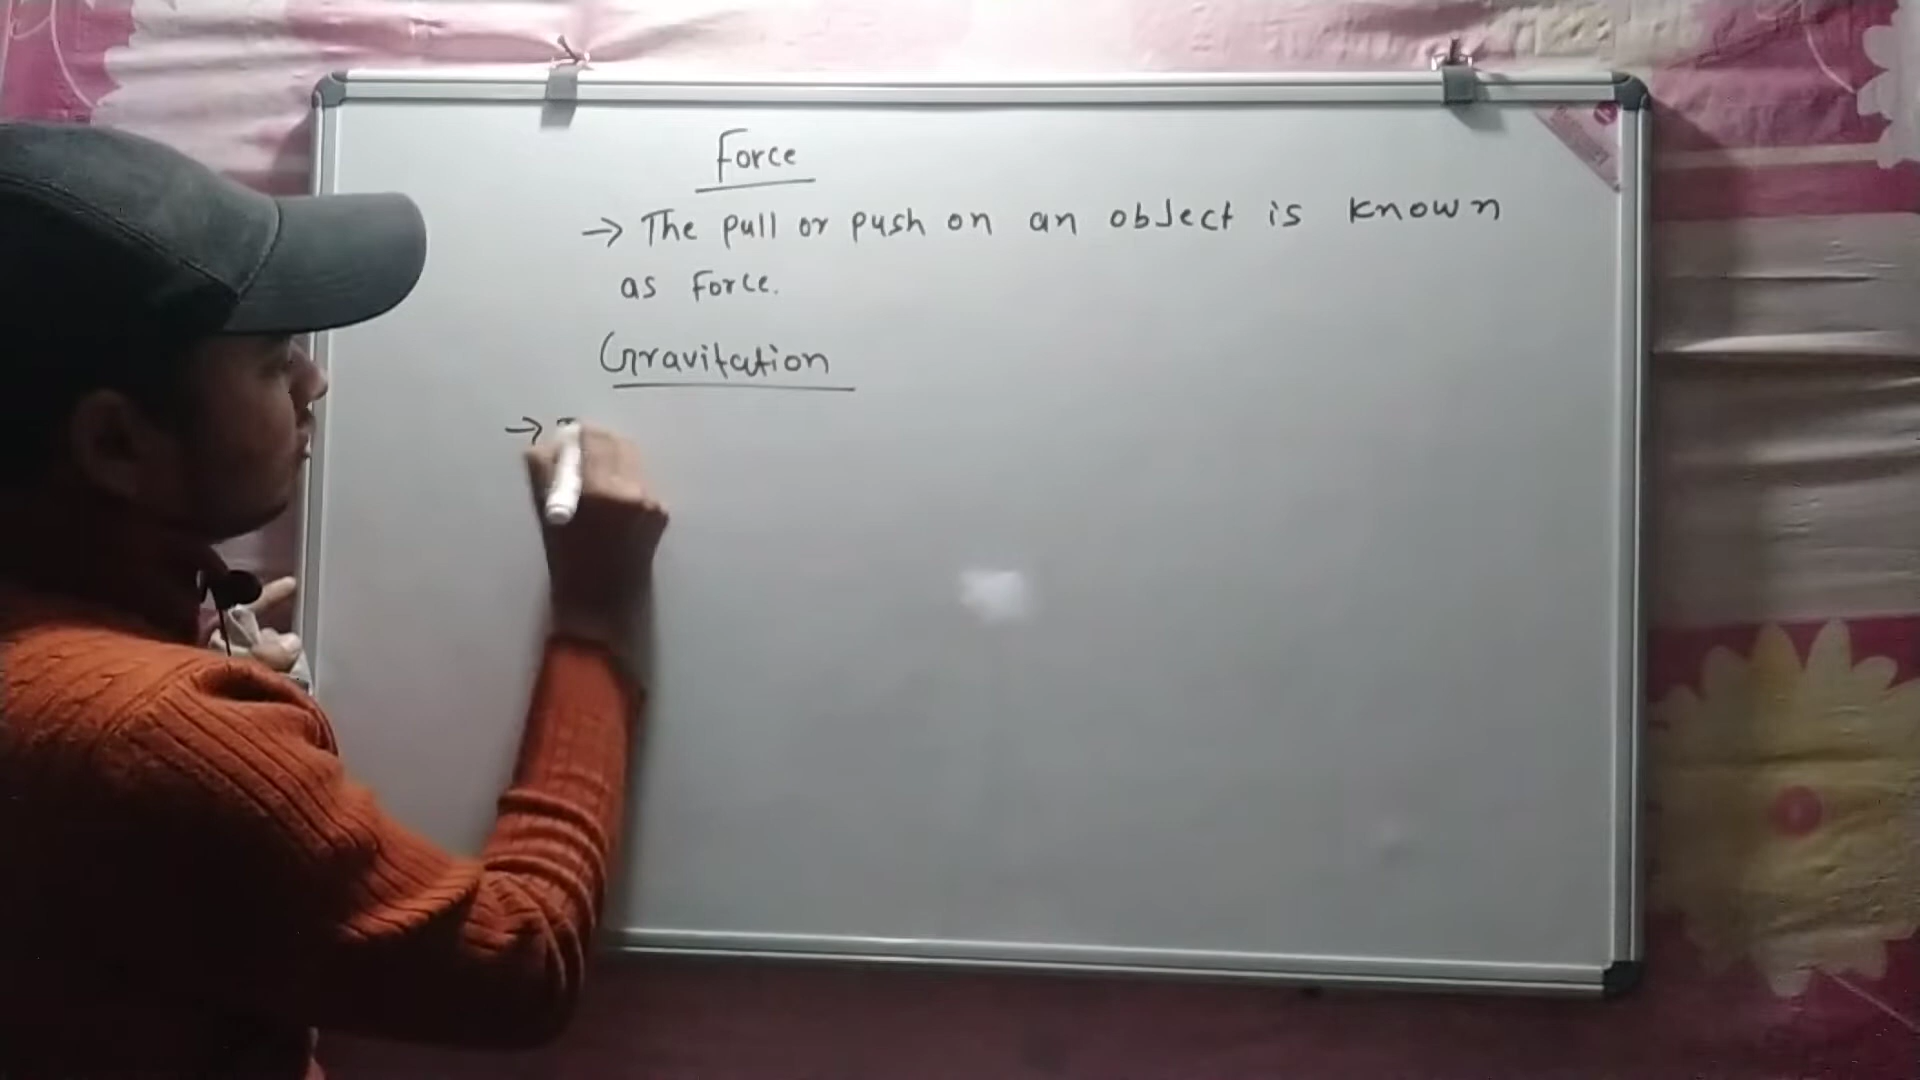 Force
→ The pull or push on an object is known
as Force.
Gravitation
→